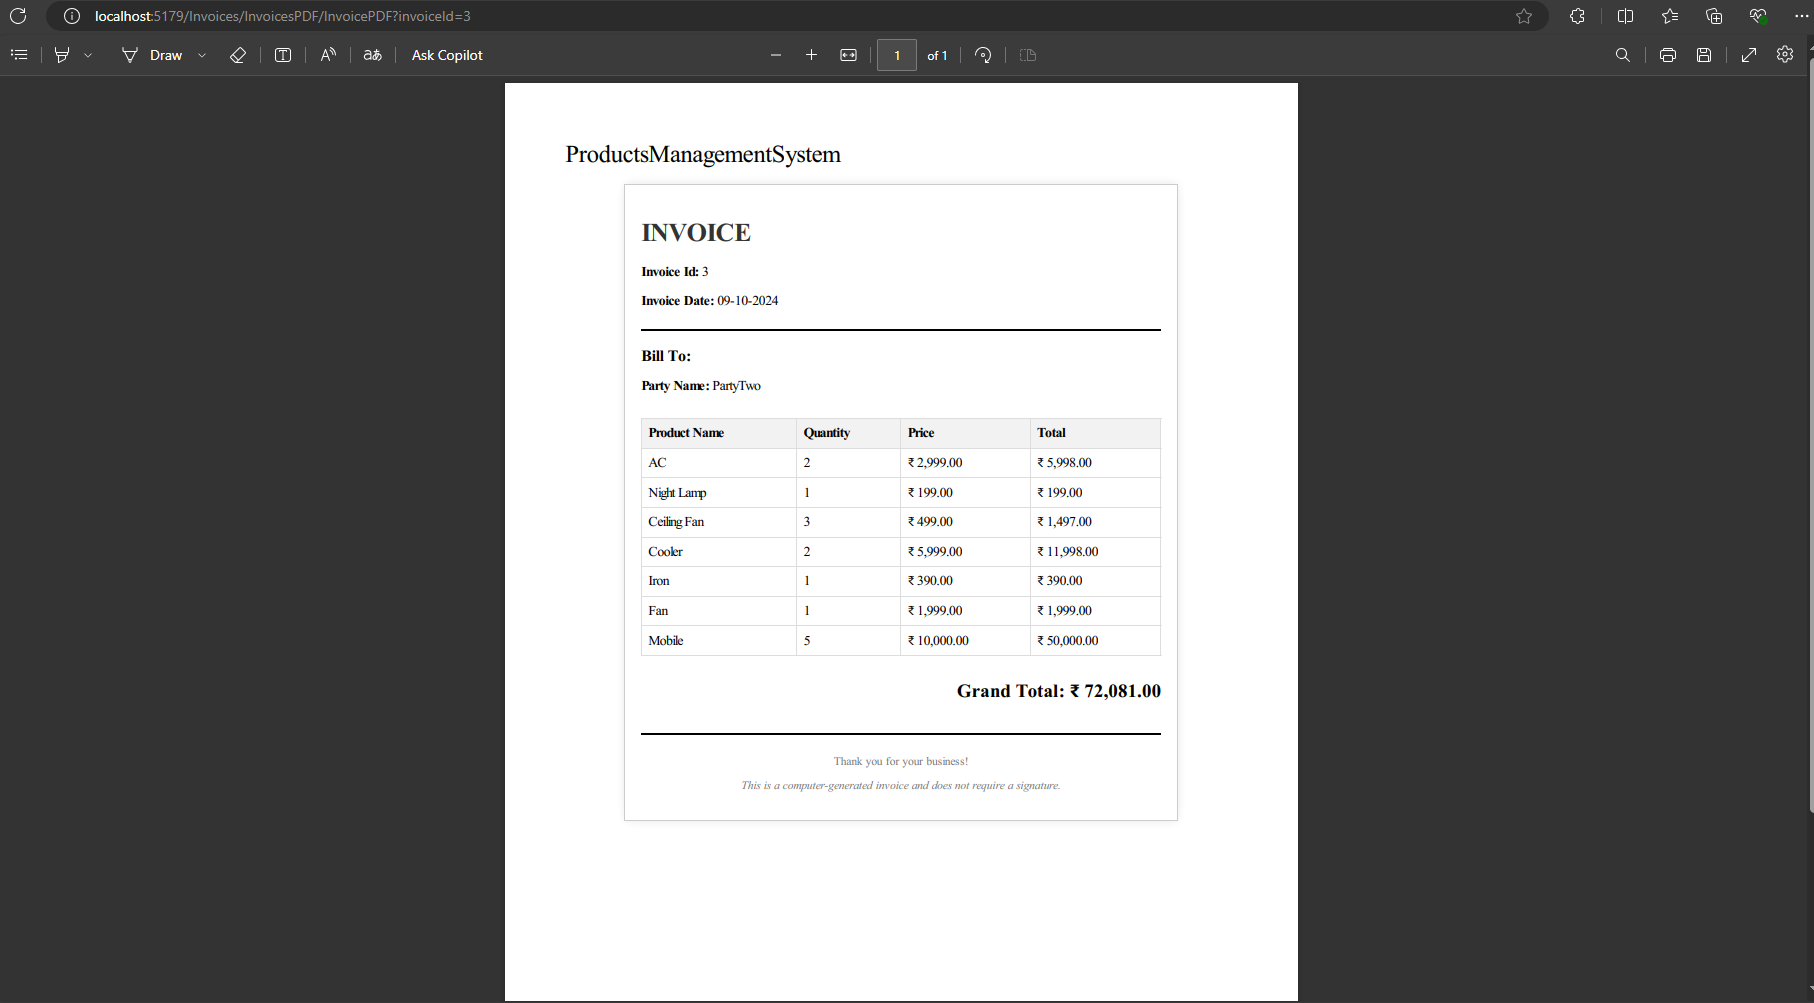 localhost:5179/Invoices/InvoicesPDF/InvoicePDF?invoiceId=3
Draw
aあ
Ask Copilot
1 of 1
ProductsManagementSystem
INVOICE
Invoice Id: 3
Invoice Date: 09-10-2024
Bill To:
Party Name: PartyTwo
Product Name Quantity Price Total
AC 2 ₹ 2,999.00 ₹ 5,998.00
Night Lamp 1 ₹ 199.00 ₹ 199.00
Ceiling Fan 3 ₹ 499.00 ₹ 1,497.00
Cooler 2 ₹ 5,999.00 ₹ 11,998.00
Iron 1 ₹ 390.00 ₹ 390.00
Fan 1 ₹ 1,999.00 ₹ 1,999.00
Mobile 5 ₹ 10,000.00 ₹ 50,000.00
Grand Total: ₹ 72,081.00
Thank you for your business!
This is a computer-generated invoice and does not require a signature.